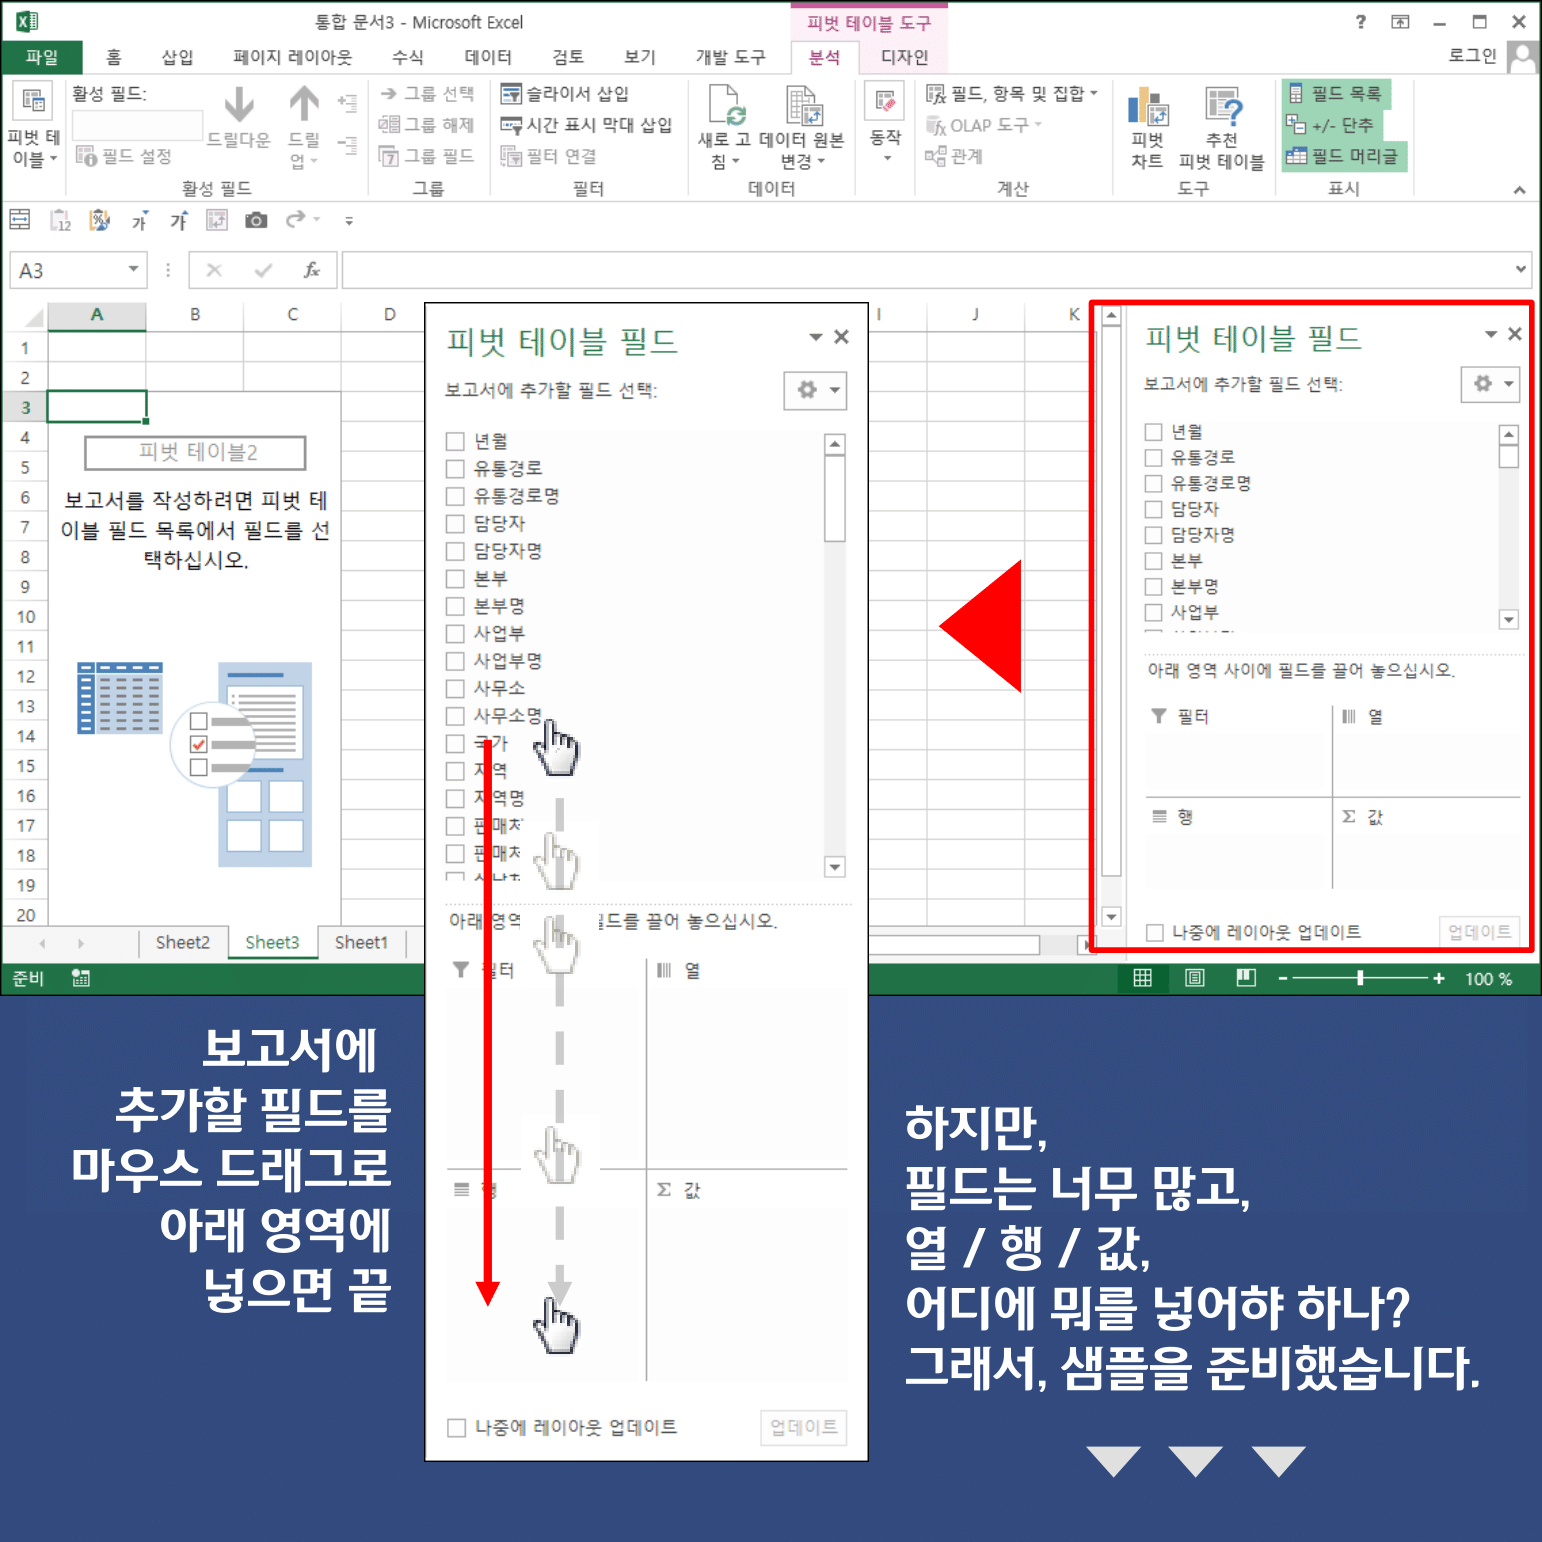 통합 문서3 - Microsoft Excel
피벗 테이블 도구
?
파일 홈 삽입 페이지 레이아웃 수식 데이터 검토 보기 개발 도구 분석 디자인 로그인
피벗 테
이블
활성 필드:
필드 설정
드릴다운
드릴
업
활성 필드
그룹 선택
그룹 해제
그룹 필드
그룹
슬라이서 삽입
시간 표시 막대 삽입
필터 연결
필터
새로 고
침
데이터 원본
변경
데이터
동작
필드, 항목 및 집합
OLAP 도구
관계
계산
피벗
차트
추천
피벗 테이블
도구
필드 목록
+/- 단추
필드 머리글
표시
A3
fx
A B C D I J K
1
2
3
4
5
6
7
8
9
10
11
12
13
14
15
16
17
18
19
20
피벗 테이블2
보고서를 작성하려면 피벗 테
이블 필드 목록에서 필드를 선
택하십시오.
Sheet2 Sheet3 Sheet1
준비
100 %
피벗 테이블 필드
보고서에 추가할 필드 선택:
년월
유통경로
유통경로명
담당자
담당자명
본부
본부명
사업부
사업부명
사무소
사무소명
국가
지역
지역명
판매처
판매처
아래 영역 필드를 끌어 놓으십시오.
필터
열
행
Σ 값
나중에 레이아웃 업데이트
업데이트
피벗 테이블 필드
보고서에 추가할 필드 선택:
년월
유통경로
유통경로명
담당자
담당자명
본부
본부명
사업부
아래 영역 사이에 필드를 끌어 놓으십시오.
필터
열
행
Σ 값
나중에 레이아웃 업데이트
업데이트
보고서에
추가할 필드를
마우스 드래그로
아래 영역에
넣으면 끝
하지만,
필드는 너무 많고,
열 / 행 / 값,
어디에 뭐를 넣어햐 하나?
그래서, 샘플을 준비했습니다.